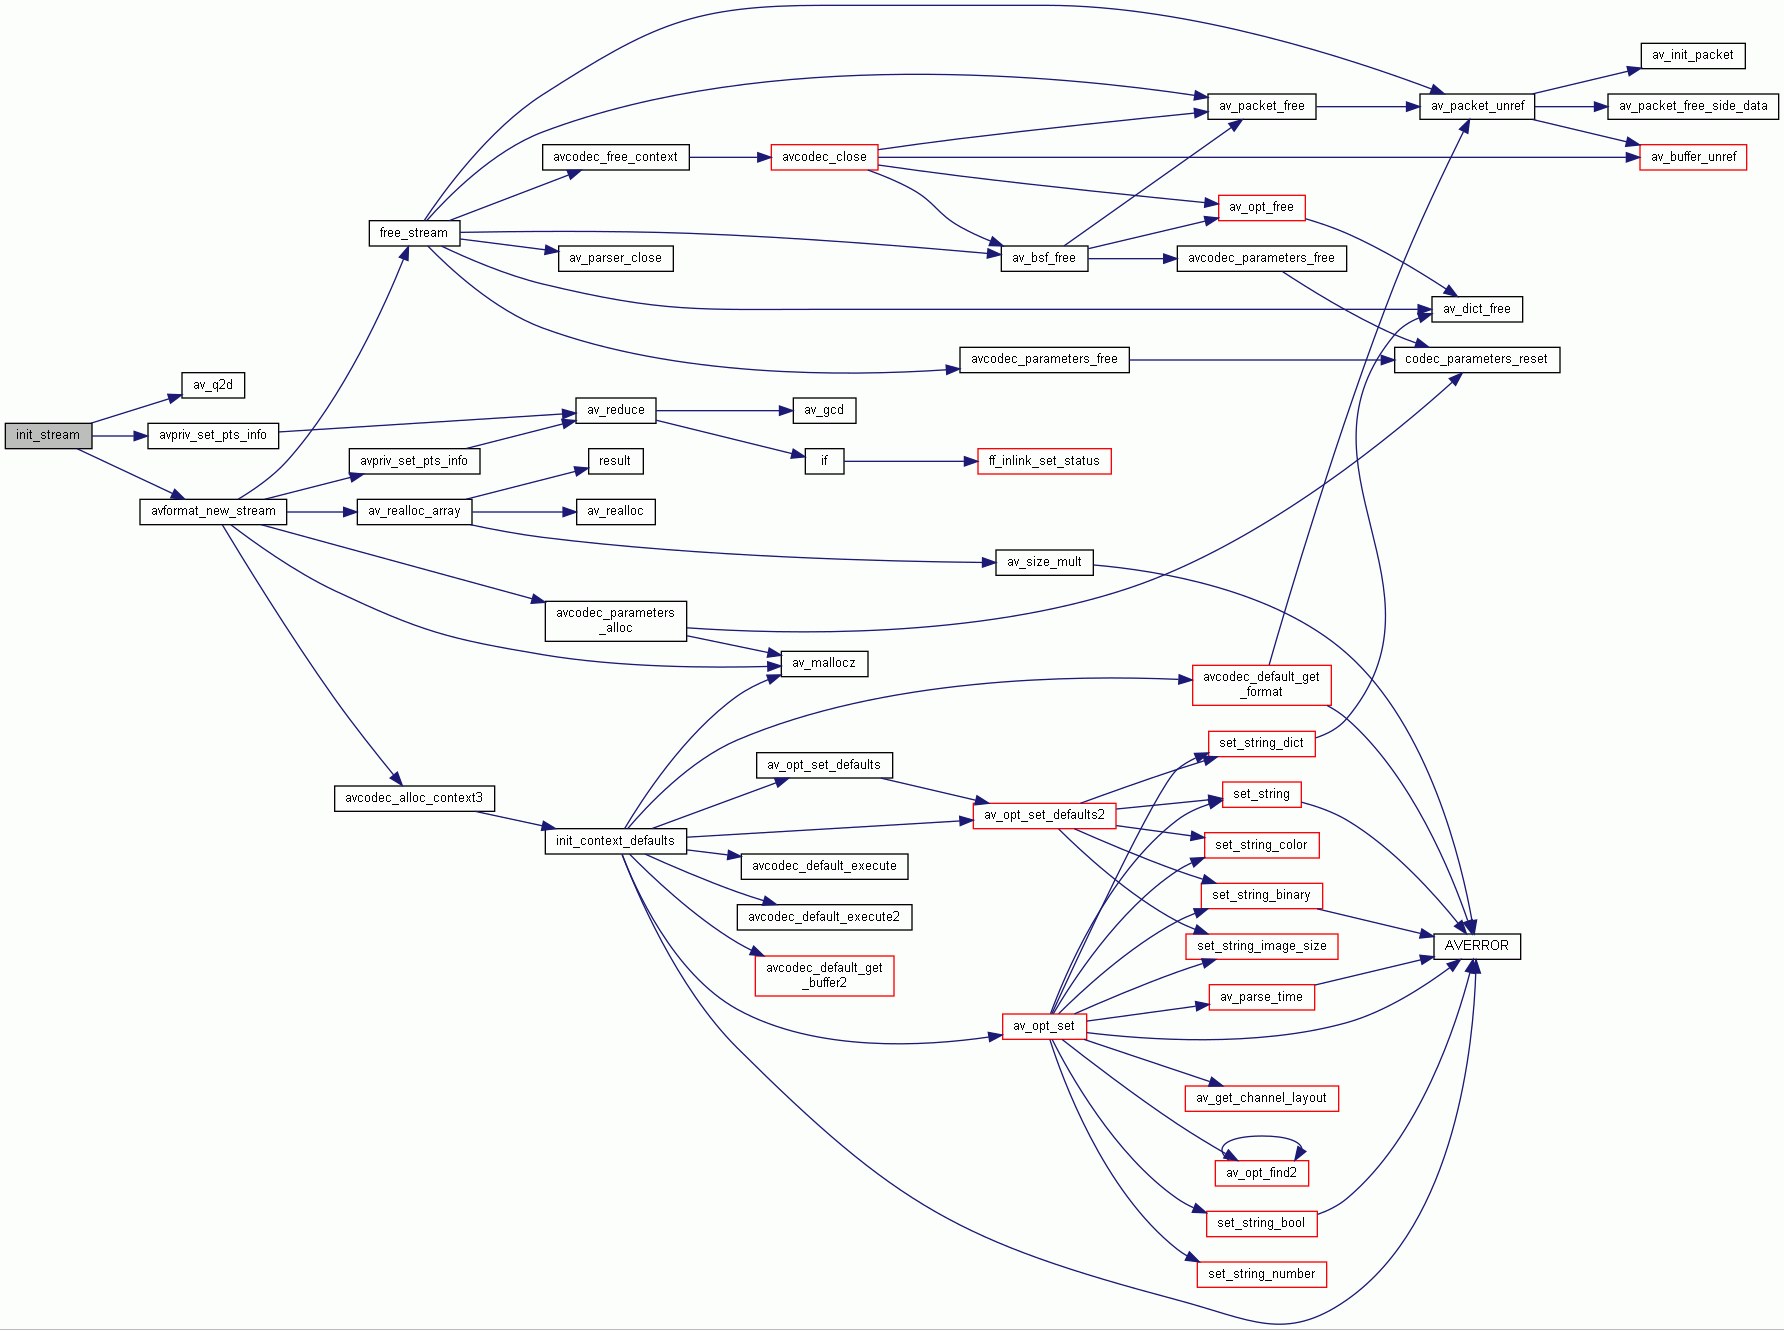 av_init_packet
av_packet_free
av_packet_unref
av_packet_free_side_data
avcodec_free_context
avcodec_close
av_buffer_unref
av_opt_free
free_stream
av_parser_close
av_bsf_free
avcodec_parameters_free
av_dict_free
avcodec_parameters_free
codec_parameters_reset
av_q2d
av_reduce
av_gcd
init_stream
avpriv_set_pts_info
avpriv_set_pts_info
result
if
ff_inlink_set_status
avformat_new_stream
av_realloc_array
av_realloc
av_size_mult
avcodec_parameters
_alloc
av_mallocz
avcodec_default_get
_format
set_string_dict
av_opt_set_defaults
avcodec_alloc_context3
set_string
av_opt_set_defaults2
init_context_defaults
set_string_color
avcodec_default_execute
set_string_binary
avcodec_default_execute2
set_string_image_size
AVERROR
avcodec_default_get
_buffer2
av_parse_time
av_opt_set
av_get_channel_layout
av_opt_find2
set_string_bool
set_string_number